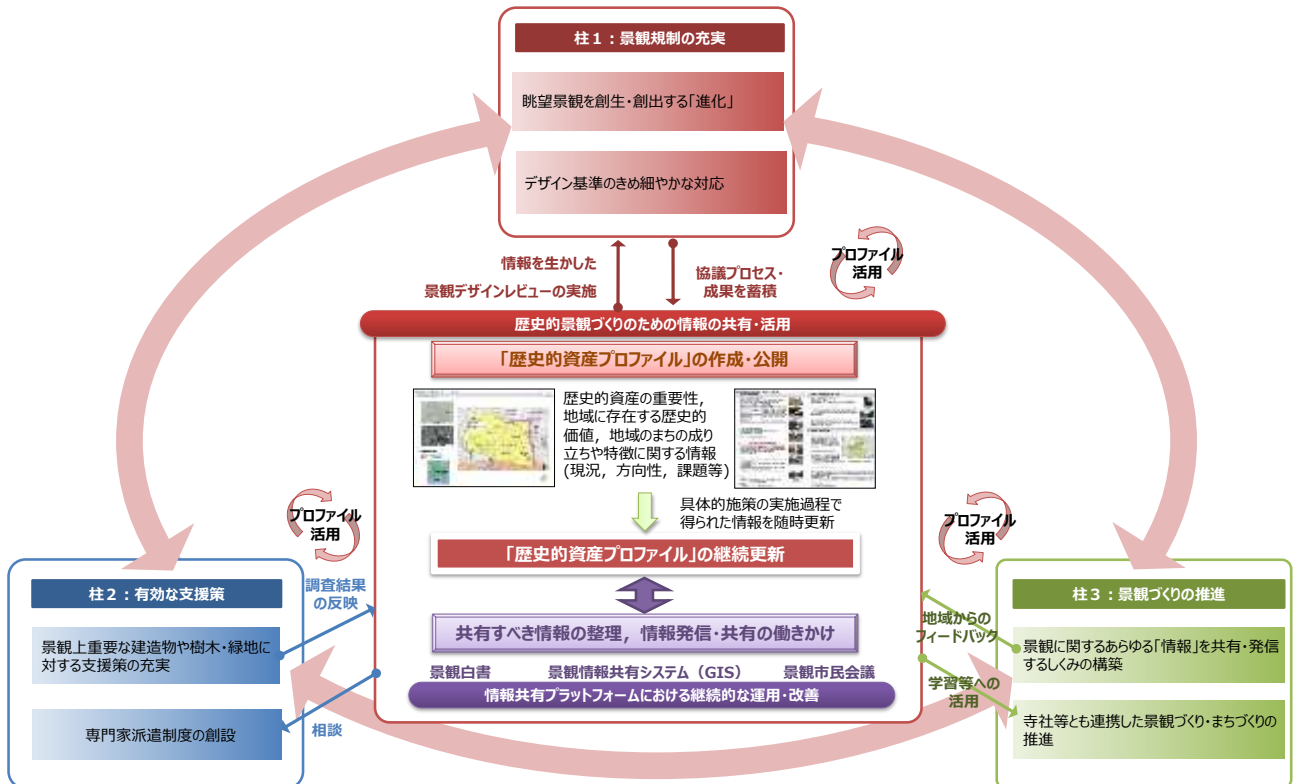 柱１：景観規制の充実
眺望景観を創生・創出する「進化」
デザイン基準のきめ細やかな対応
情報を生かした
景観デザインレビューの実施
協議プロセス・
成果を蓄積
プロファイル
活用
歴史的景観づくりのための情報の共有・活用
「歴史的資産プロファイル」の作成・公開
歴史的資産の重要性，
地域に存在する歴史的
価値，地域のまちの成り
立ちや特徴に関する情報
(現況，方向性，課題等)
具体的施策の実施過程で
得られた情報を随時更新
「歴史的資産プロファイル」の継続更新
共有すべき情報の整理，情報発信・共有の働きかけ
景観白書
景観情報共有システム（GIS）
景観市民会議
情報共有プラットフォームにおける継続的な運用・改善
プロファイル
活用
柱２：有効な支援策
景観上重要な建造物や樹木・緑地に
対する支援策の充実
専門家派遣制度の創設
調査結果
の反映
相談
プロファイル
活用
柱３：景観づくりの推進
景観に関するあらゆる「情報」を共有・発信
するしくみの構築
寺社等とも連携した景観づくり・まちづくりの
推進
地域からの
フィードバック
学習等への
活用